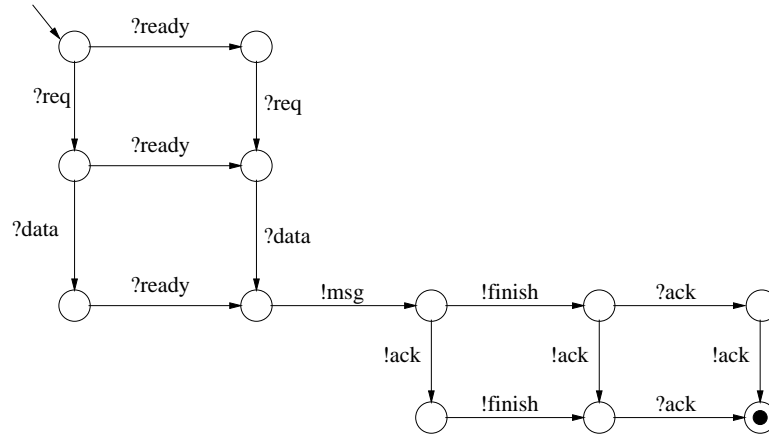 ?ready
?req ?req
?ready
?data ?data
?ready !msg !finish ?ack
!ack !ack !ack
!finish ?ack